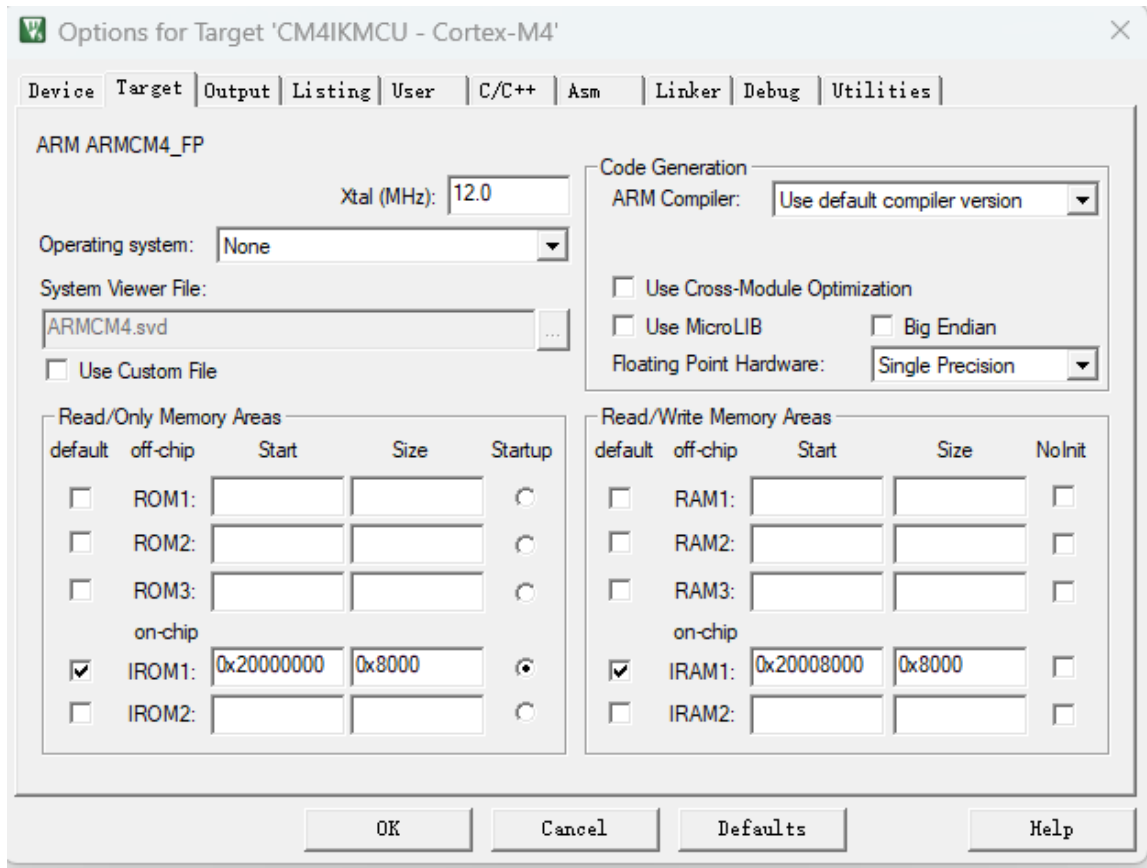 Options for Target 'CM4IKMCU - Cortex-M4'
Device Target Output Listing User C/C++ Asm Linker Debug Utilities
ARM ARMCM4_FP
Xtal (MHz): 12.0
Operating system: None
System Viewer File:
ARMCM4.svd ...
Use Custom File
Code Generation
ARM Compiler: Use default compiler version
Use Cross-Module Optimization
Use MicroLIB Big Endian
Floating Point Hardware: Single Precision
Read/Only Memory Areas
default off-chip Start Size Startup
ROM1:
ROM2:
ROM3:
on-chip
IROM1: 0x20000000 0x8000
IROM2:
Read/Write Memory Areas
default off-chip Start Size NoInit
RAM1:
RAM2:
RAM3:
on-chip
IRAM1: 0x20008000 0x8000
IRAM2:
OK Cancel Defaults Help